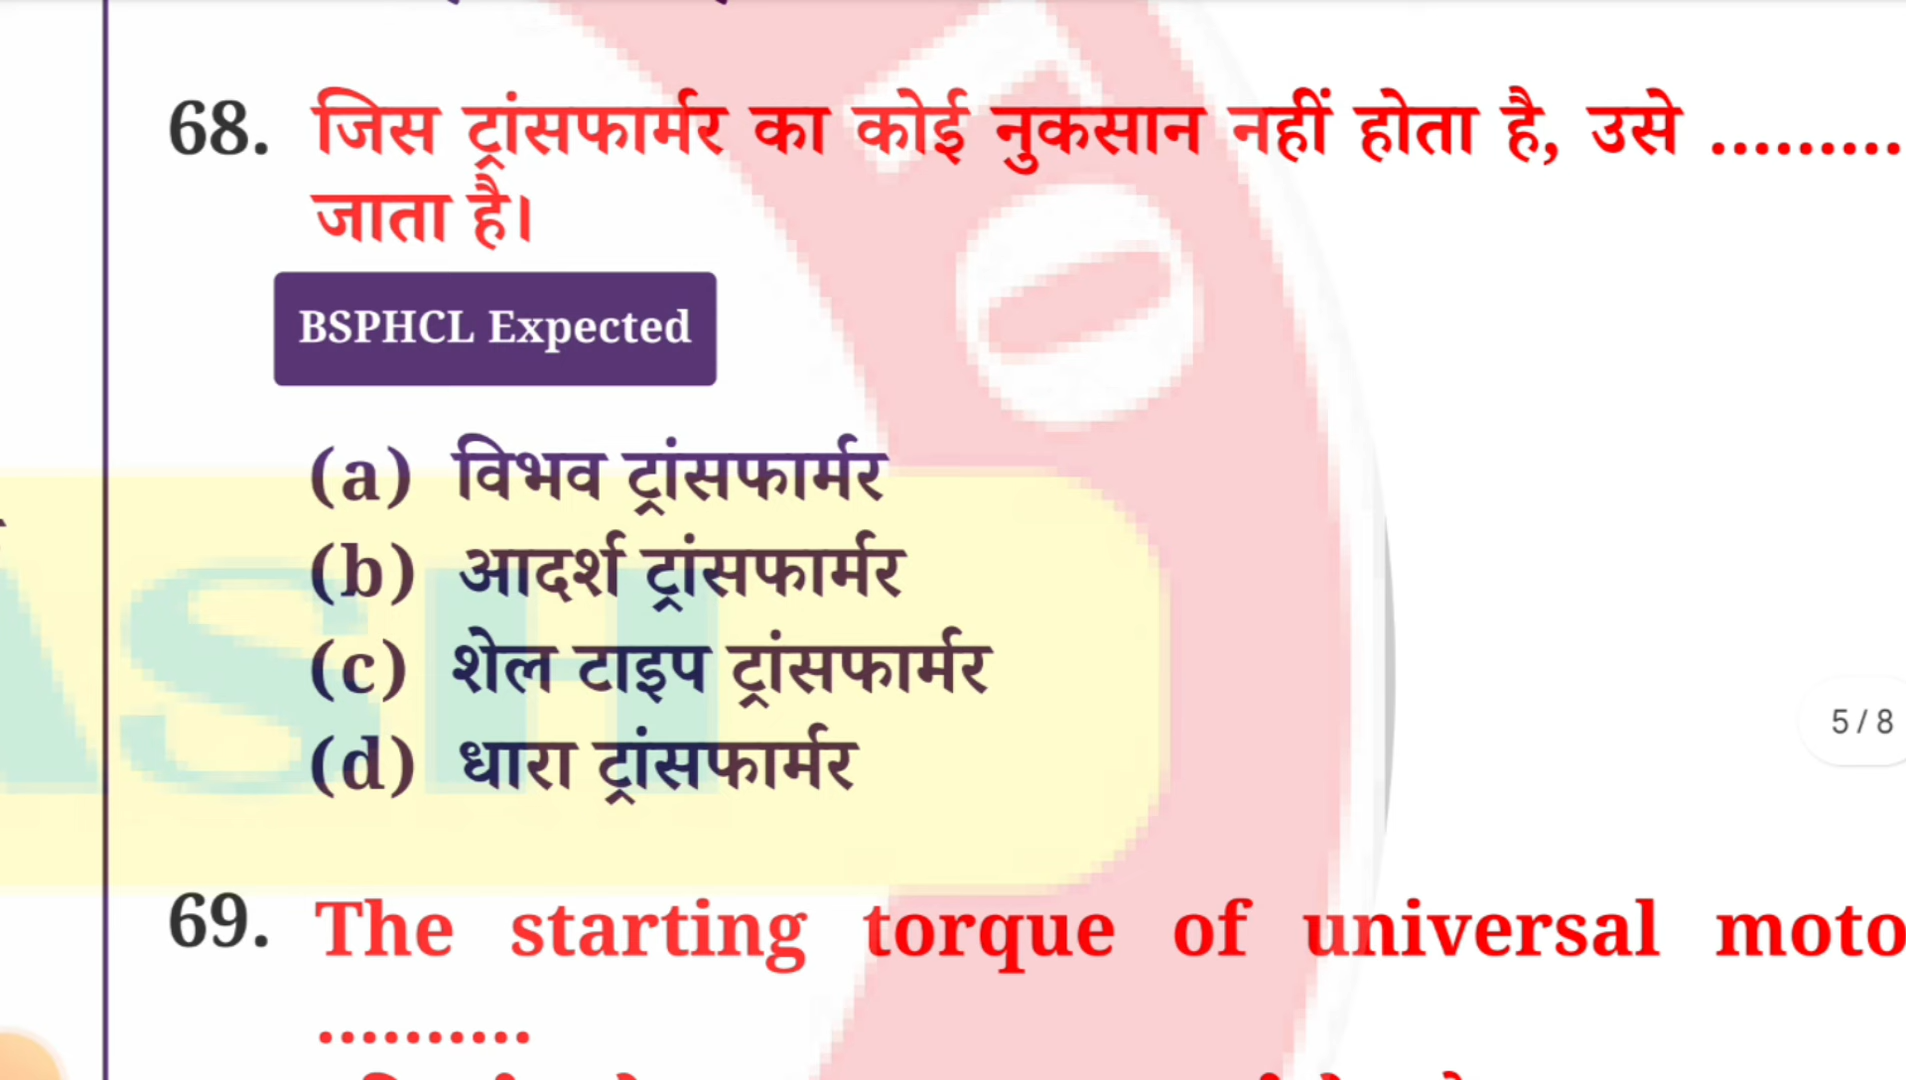 68. जिस ट्रांसफार्मर का कोई नुकसान नहीं होता है, उसे .........
जाता है।
BSPHCL Expected
(a) विभव ट्रांसफार्मर
(b) आदर्श ट्रांसफार्मर
(c) शेल टाइप ट्रांसफार्मर
(d) धारा ट्रांसफार्मर
5 / 8
69. The starting torque of universal moto
..........